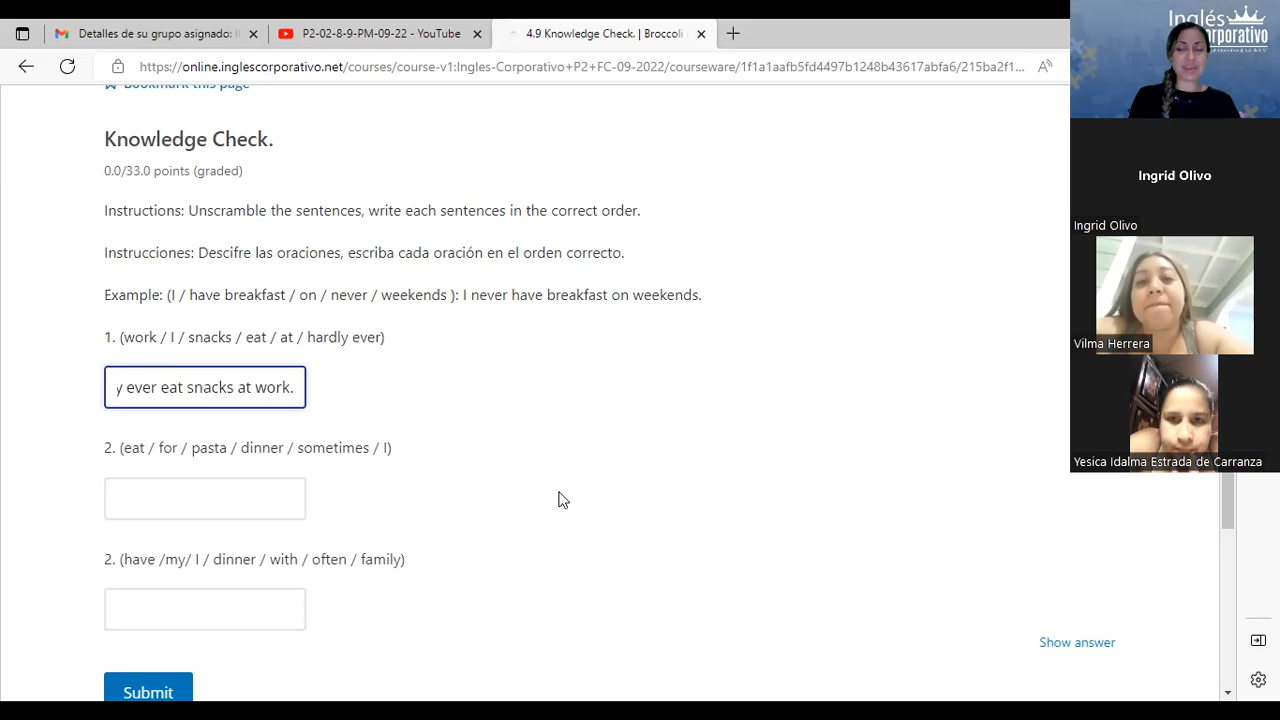 Detalles de su grupo asignado: I
P2-02-8-9-PM-09-22 - YouTube
4.9 Knowledge Check. | Broccoli
https://online.inglescorporativo.net/courses/course-v1:Ingles-Corporativo+P2+FC-09-2022/courseware/1f1a1aafb5fd4497b1248b43617abfa6/215ba2f1...
Bookmark this page
Knowledge Check.
0.0/33.0 points (graded)
Instructions: Unscramble the sentences, write each sentences in the correct order.
Instrucciones: Descifre las oraciones, escriba cada oración en el orden correcto.
Example: (I / have breakfast / on / never / weekends ): I never have breakfast on weekends.
1. (work / I / snacks / eat / at / hardly ever)
y ever eat snacks at work.
2. (eat / for / pasta / dinner / sometimes / I)
2. (have /my/ I / dinner / with / often / family)
Show answer
Submit
Inglés
orporativo
Ingrid Olivo
Ingrid Olivo
Vilma Herrera
Yesica Idalma Estrada de Carranza